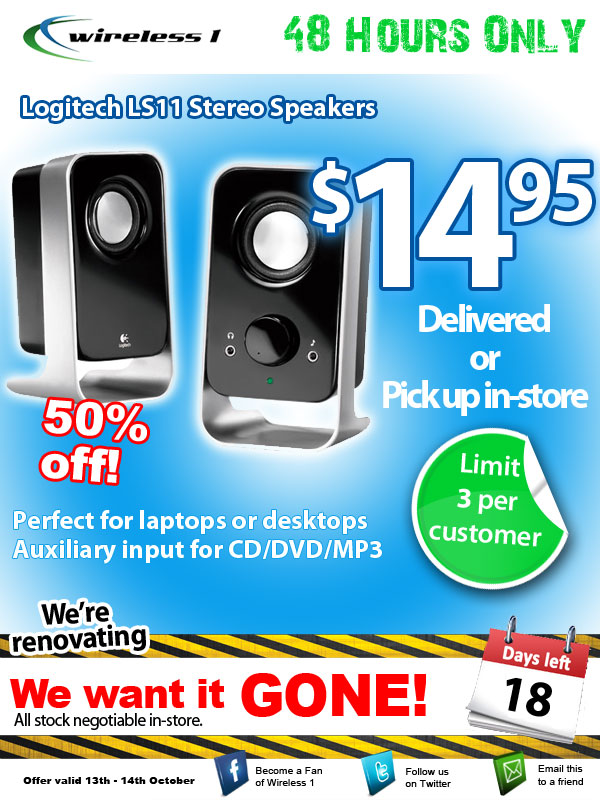 wireless 1
48 Hours Only
Logitech LS11 Stereo Speakers
$14.95
Delivered
or
Pick up in-store
Logitech
50%
off!
Limit
3 per
customer
Perfect for laptops or desktops
Auxiliary input for CD/DVD/MP3
We're
renovating
Days left
18
We want it GONE!
All stock negotiable in-store.
Offer valid 13th - 14th October
Become a Fan
of Wireless 1
Follow us
on Twitter
Email this
to a friend